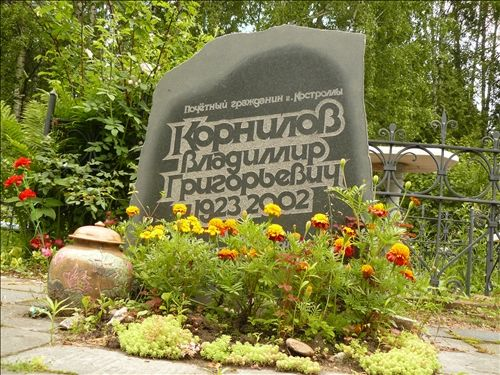 Почётный гражданин г. Костромы
Корнилов
Владимир
Григорьевич
1923 2002